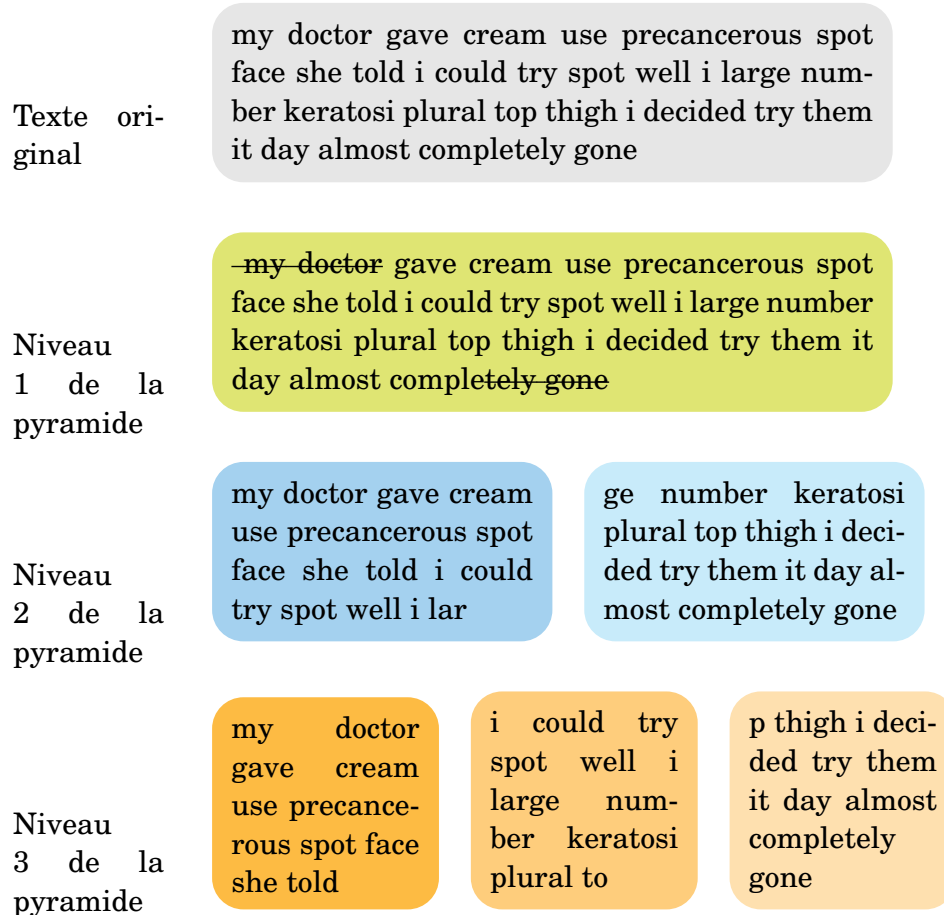 my doctor gave cream use precancerous spot
face she told i could try spot well i large num-
ber keratosi plural top thigh i decided try them
it day almost completely gone
Texte ori-
ginal
my doctor gave cream use precancerous spot
face she told i could try spot well i large number
keratosi plural top thigh i decided try them it
day almost completely gone
Niveau
1 de la
pyramide
my doctor gave cream
use precancerous spot
face she told i could
try spot well i lar
ge number keratosi
plural top thigh i deci-
ded try them it day al-
most completely gone
Niveau
2 de la
pyramide
my doctor
gave cream
use precance-
rous spot face
she told
i could try
spot well i
large num-
ber keratosi
plural to
p thigh i deci-
ded try them
it day almost
completely
gone
Niveau
3 de la
pyramide